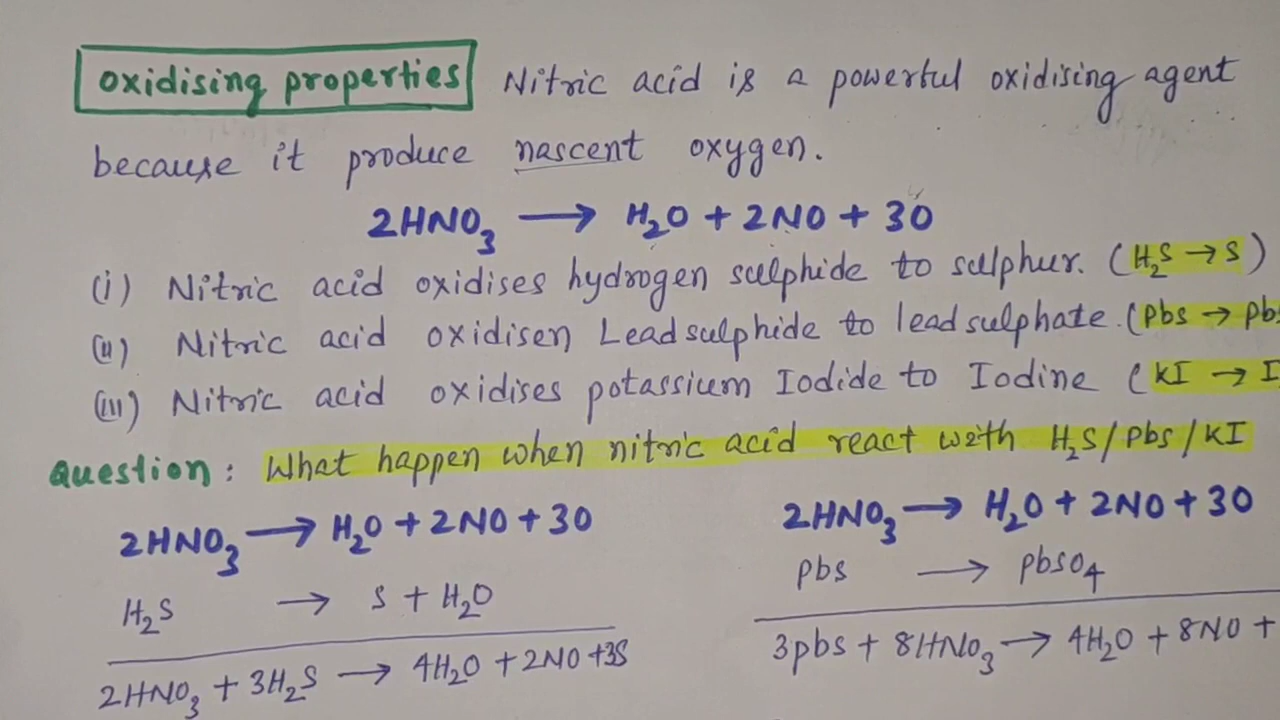 oxidising properties Nitric acid is a powerful oxidising agent
because it produce nascent oxygen.
2HNO₃ → H₂O + 2NO + 3O
(i) Nitric acid oxidises hydrogen sulphide to sulphur. (H₂S → S)
(ii) Nitric acid oxidisen Lead sulphide to lead sulphate. (Pbs → pbs
(iii) Nitric acid oxidises potassium Iodide to Iodine (KI → I
Question: What happen when nitric acid react with H₂S/Pbs/KI
2HNO₃ → H₂O + 2NO + 3O
H₂S → S + H₂O
2HNO₃ + 3H₂S → 4H₂O + 2NO + 3S
2HNO₃ → H₂O + 2NO + 3O
Pbs → pbso₄
3pbs + 8HNO₃ → 4H₂O + 8NO +